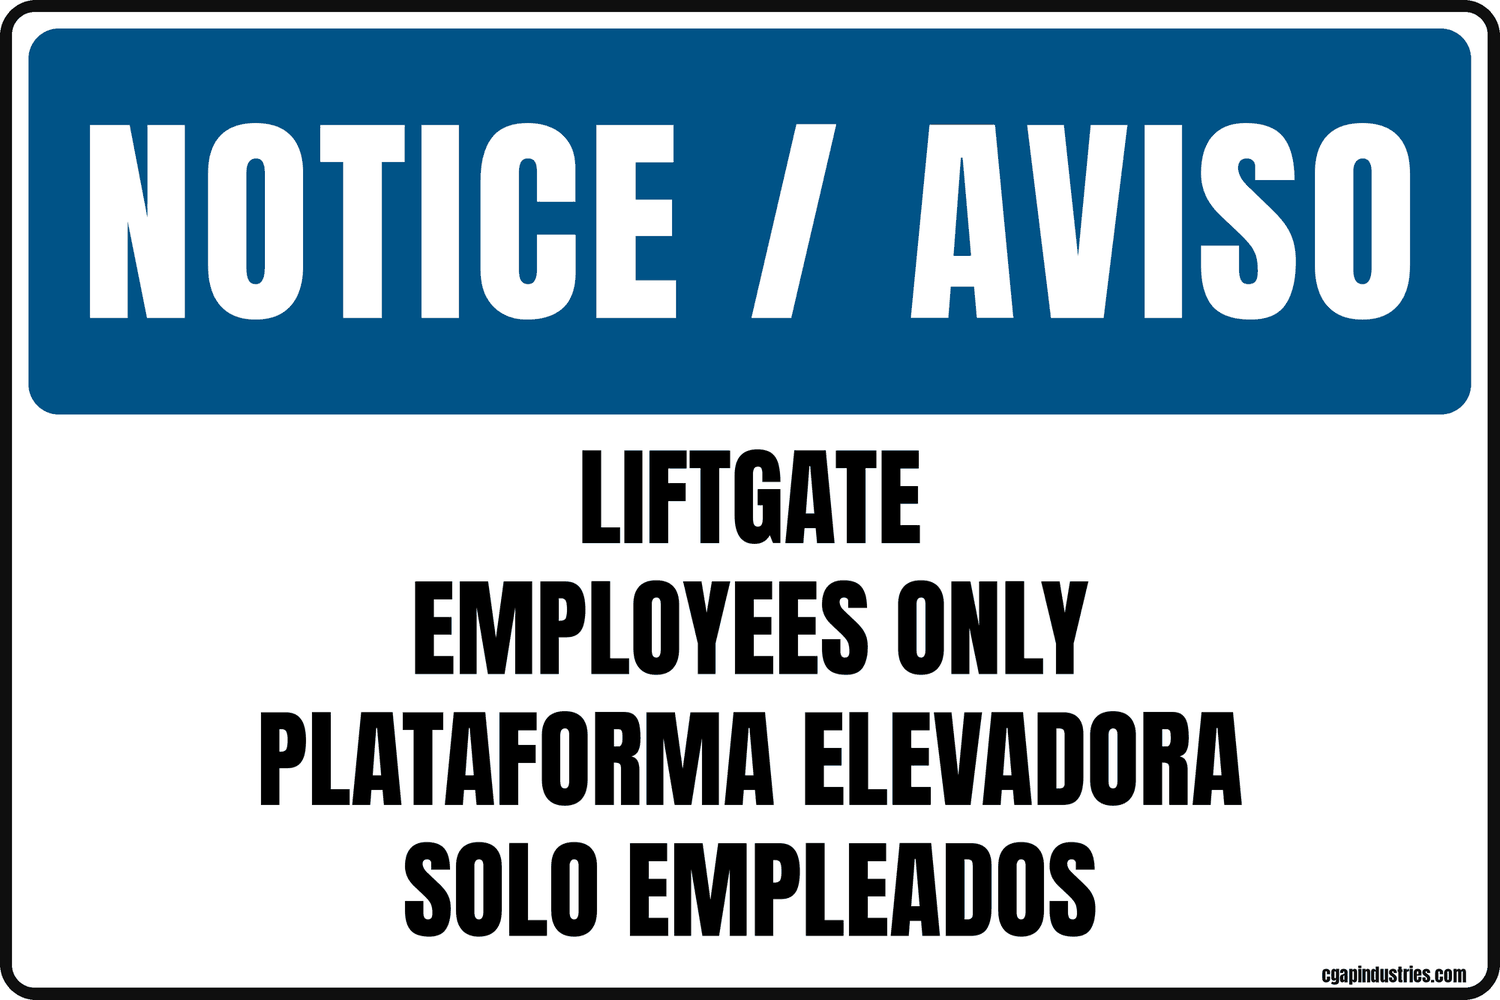 NOTICE / AVISO
LIFTGATE
EMPLOYEES ONLY
PLATAFORMA ELEVADORA
SOLO EMPLEADOS
cgapindustries.com